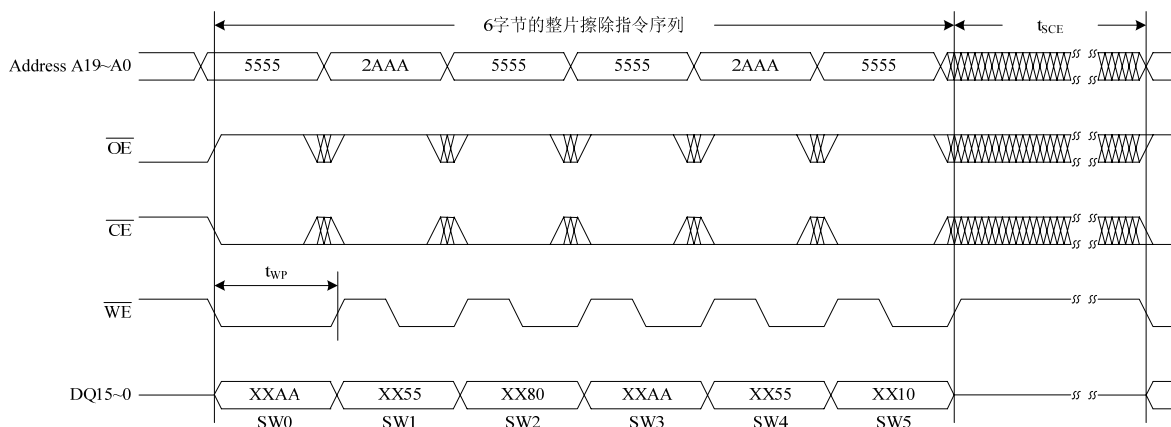 6字节的整片擦除指令序列 tSCE
Address A19~A0 5555 2AAA 5555 5555 2AAA 5555
OE
CE
tWP
WE
DQ15~0 XXAA XX55 XX80 XXAA XX55 XX10
SW0 SW1 SW2 SW3 SW4 SW5